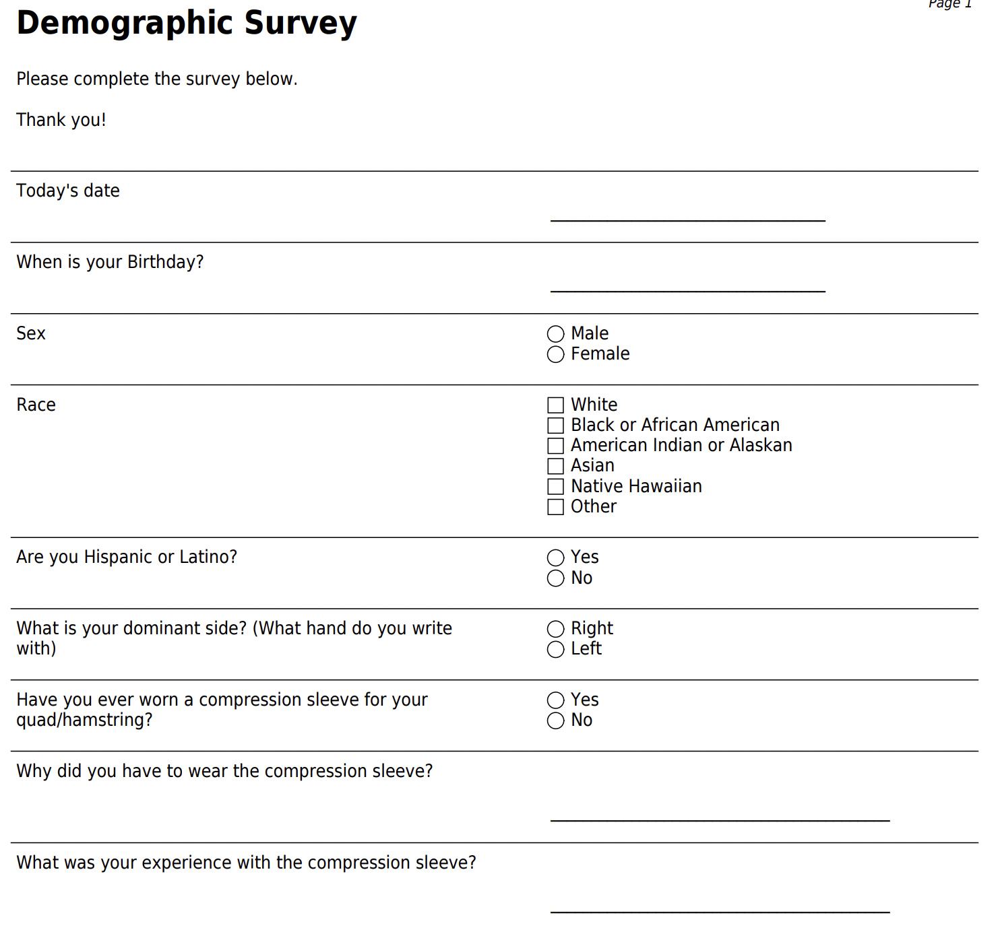 Page 1
Demographic Survey
Please complete the survey below.
Thank you!
Today's date
When is your Birthday?
Sex
Male
Female
Race
White
Black or African American
American Indian or Alaskan
Asian
Native Hawaiian
Other
Are you Hispanic or Latino?
Yes
No
What is your dominant side? (What hand do you write
with)
Right
Left
Have you ever worn a compression sleeve for your
quad/hamstring?
Yes
No
Why did you have to wear the compression sleeve?
What was your experience with the compression sleeve?